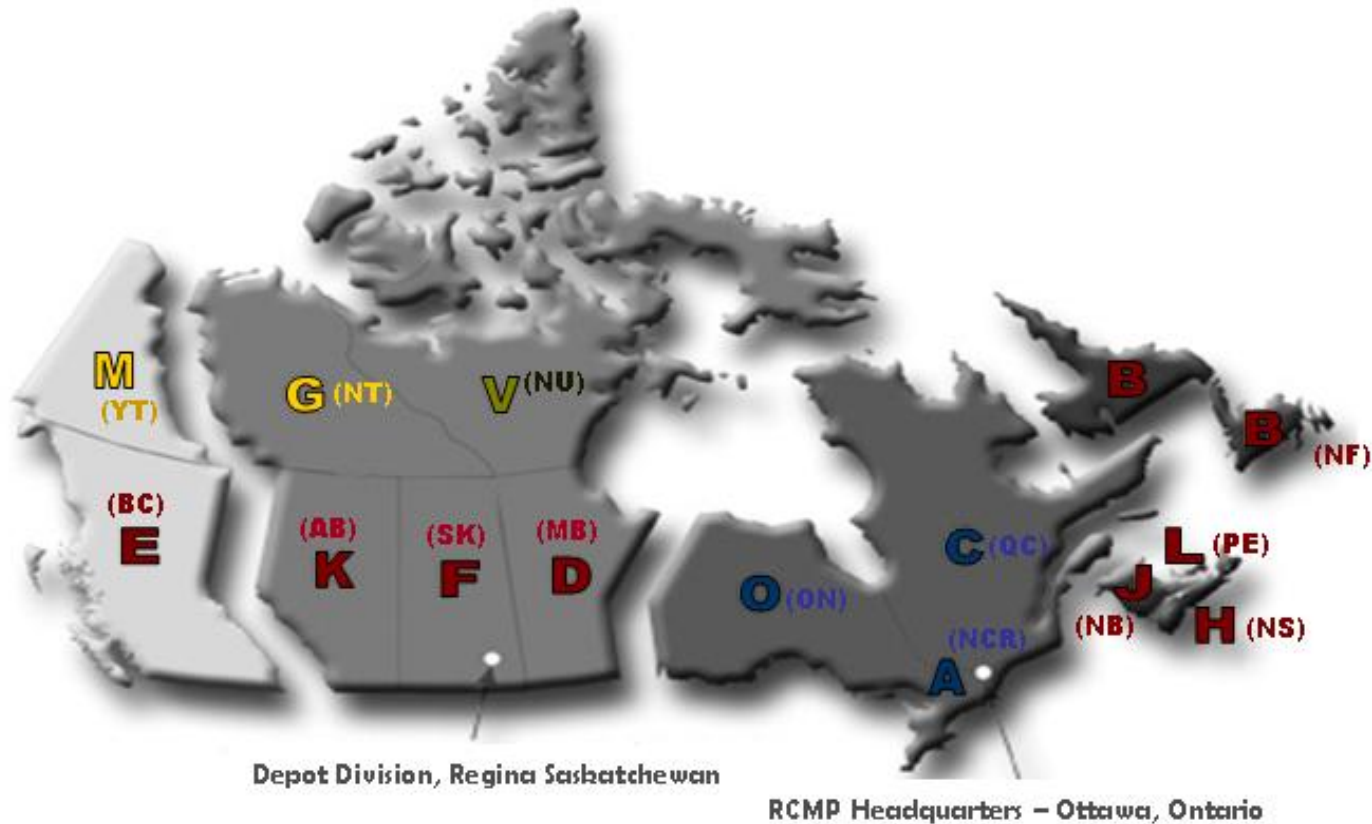 M
(YT)
G (NT)
V (NU)
B
B
(NF)
(BC)
E
(AB)
K
(SK)
F
(MB)
D
O (ON)
C (QC)
(NCR)
A
L (PE)
J
(NB)
H (NS)
Depot Division, Regina Saskatchewan
RCMP Headquarters – Ottawa, Ontario